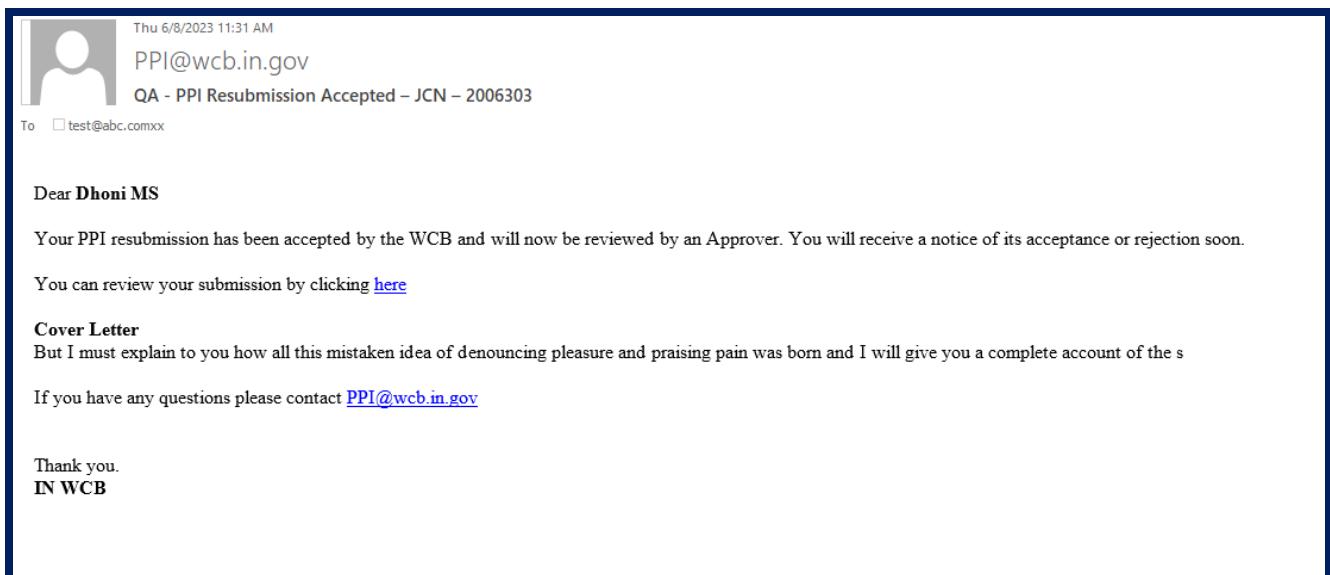 Thu 6/8/2023 11:31 AM
PPI@wcb.in.gov
QA - PPI Resubmission Accepted – JCN – 2006303
To test@abc.comxx
Dear Dhoni MS
Your PPI resubmission has been accepted by the WCB and will now be reviewed by an Approver. You will receive a notice of its acceptance or rejection soon.
You can review your submission by clicking here
Cover Letter
But I must explain to you how all this mistaken idea of denouncing pleasure and praising pain was born and I will give you a complete account of the s
If you have any questions please contact PPI@wcb.in.gov
Thank you.
IN WCB